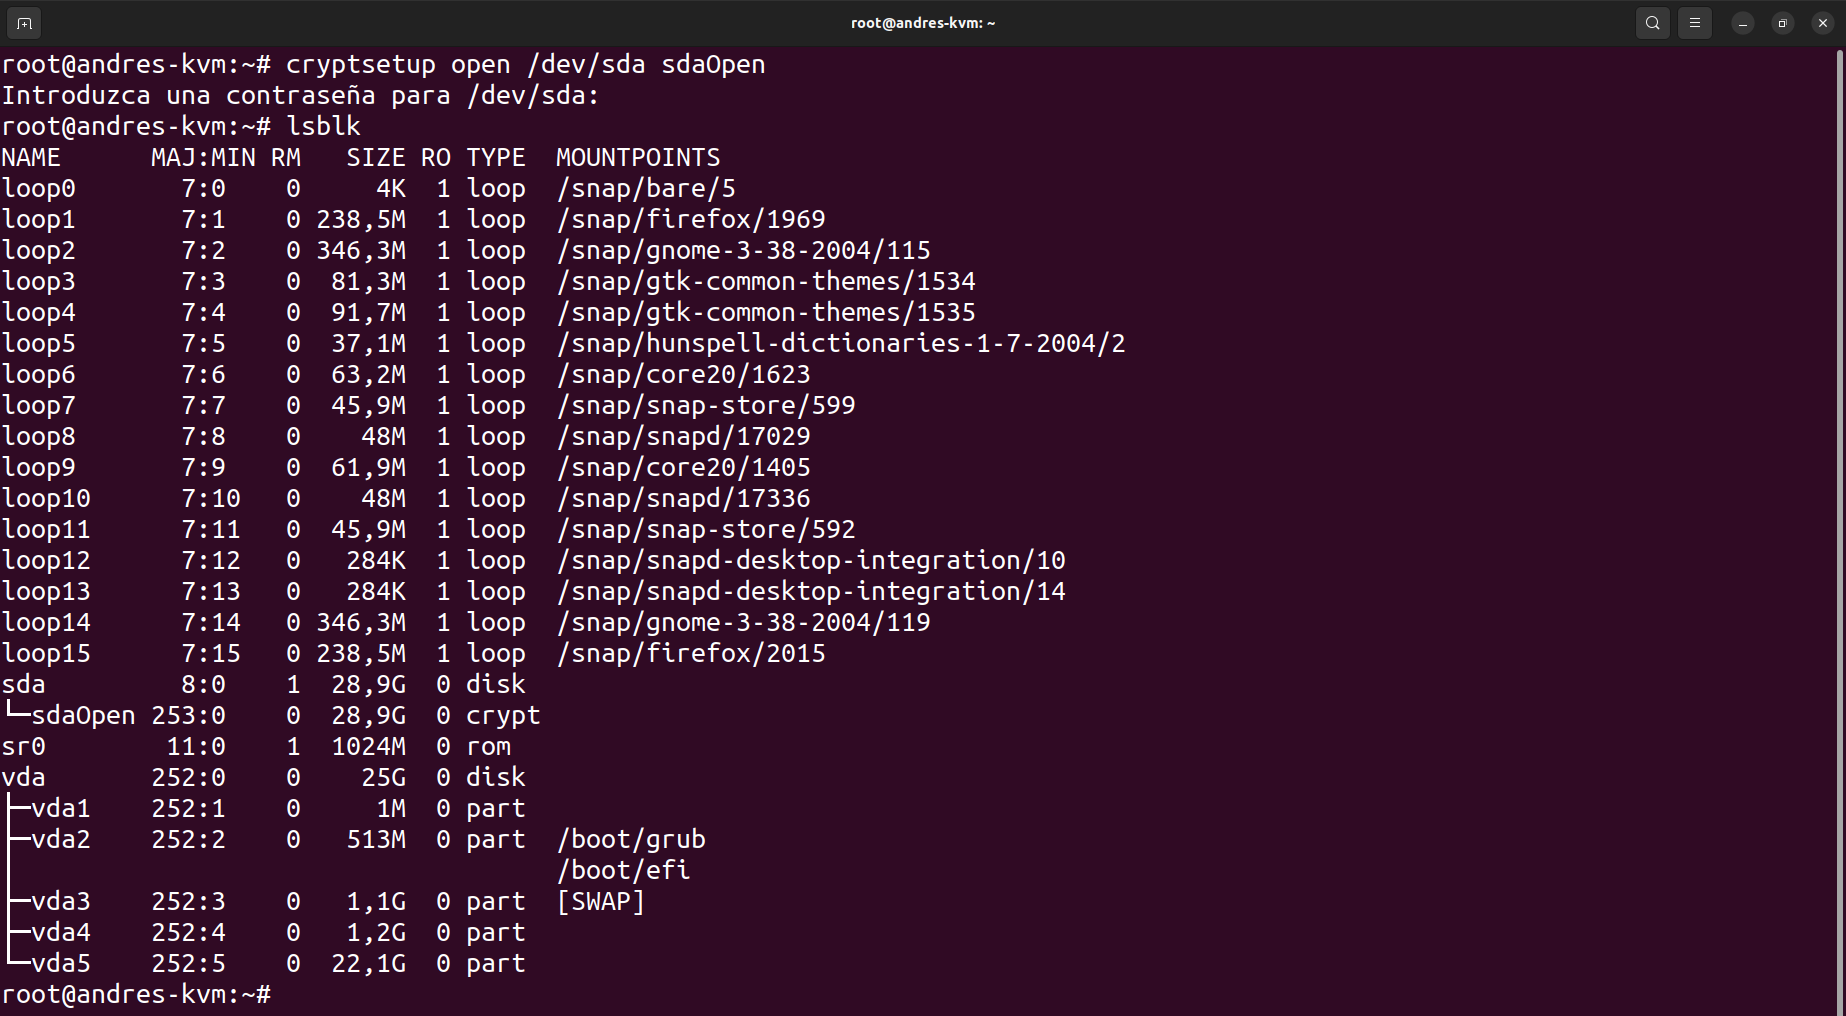 root@andres-kvm: ~
root@andres-kvm:~# cryptsetup open /dev/sda sdaOpen
Introduzca una contraseña para /dev/sda:
root@andres-kvm:~# lsblk
NAME      MAJ:MIN RM   SIZE RO TYPE  MOUNTPOINTS
loop0       7:0    0     4K  1 loop  /snap/bare/5
loop1       7:1    0 238,5M  1 loop  /snap/firefox/1969
loop2       7:2    0 346,3M  1 loop  /snap/gnome-3-38-2004/115
loop3       7:3    0  81,3M  1 loop  /snap/gtk-common-themes/1534
loop4       7:4    0  91,7M  1 loop  /snap/gtk-common-themes/1535
loop5       7:5    0  37,1M  1 loop  /snap/hunspell-dictionaries-1-7-2004/2
loop6       7:6    0  63,2M  1 loop  /snap/core20/1623
loop7       7:7    0  45,9M  1 loop  /snap/snap-store/599
loop8       7:8    0    48M  1 loop  /snap/snapd/17029
loop9       7:9    0  61,9M  1 loop  /snap/core20/1405
loop10      7:10   0    48M  1 loop  /snap/snapd/17336
loop11      7:11   0  45,9M  1 loop  /snap/snap-store/592
loop12      7:12   0   284K  1 loop  /snap/snapd-desktop-integration/10
loop13      7:13   0   284K  1 loop  /snap/snapd-desktop-integration/14
loop14      7:14   0 346,3M  1 loop  /snap/gnome-3-38-2004/119
loop15      7:15   0 238,5M  1 loop  /snap/firefox/2015
sda         8:0    1  28,9G  0 disk
└─sdaOpen 253:0    0  28,9G  0 crypt
sr0        11:0    1  1024M  0 rom
vda       252:0    0    25G  0 disk
├─vda1    252:1    0     1M  0 part
├─vda2    252:2    0   513M  0 part  /boot/grub
│                                    /boot/efi
├─vda3    252:3    0   1,1G  0 part  [SWAP]
├─vda4    252:4    0   1,2G  0 part
└─vda5    252:5    0  22,1G  0 part
root@andres-kvm:~#